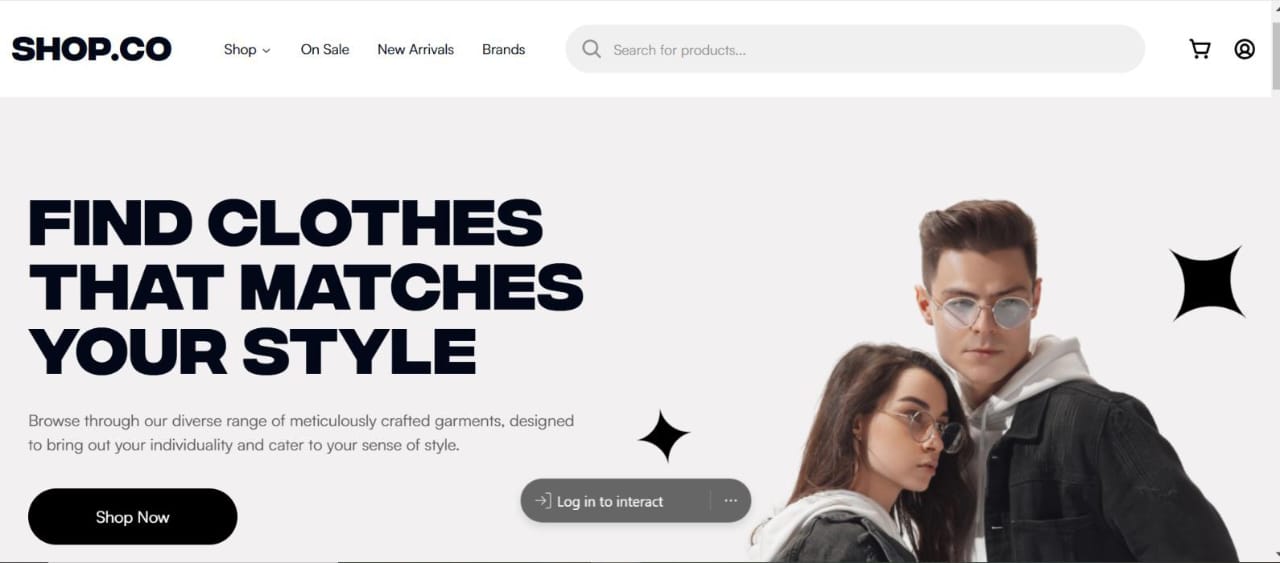 SHOP.CO
Shop On Sale New Arrivals Brands
Search for products...
FIND CLOTHES
THAT MATCHES
YOUR STYLE
Browse through our diverse range of meticulously crafted garments, designed
to bring out your individuality and cater to your sense of style.
Log in to interact
Shop Now